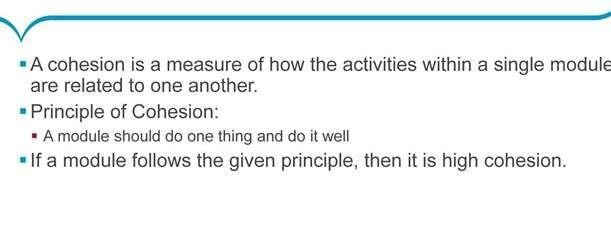 A cohesion is a measure of how the activities within a single module
are related to one another.
Principle of Cohesion:
A module should do one thing and do it well
If a module follows the given principle, then it is high cohesion.